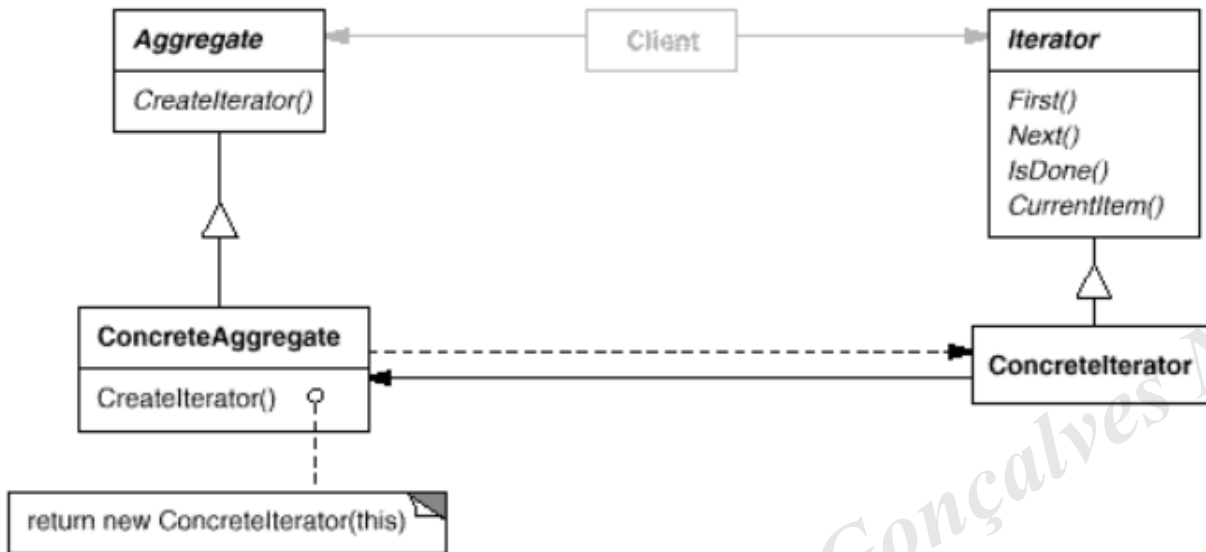 Aggregate
CreateIterator()
Client
Iterator
First()
Next()
IsDone()
CurrentItem()
ConcreteAggregate
CreateIterator()
ConcreteIterator
return new ConcreteIterator(this)
Gonçalves